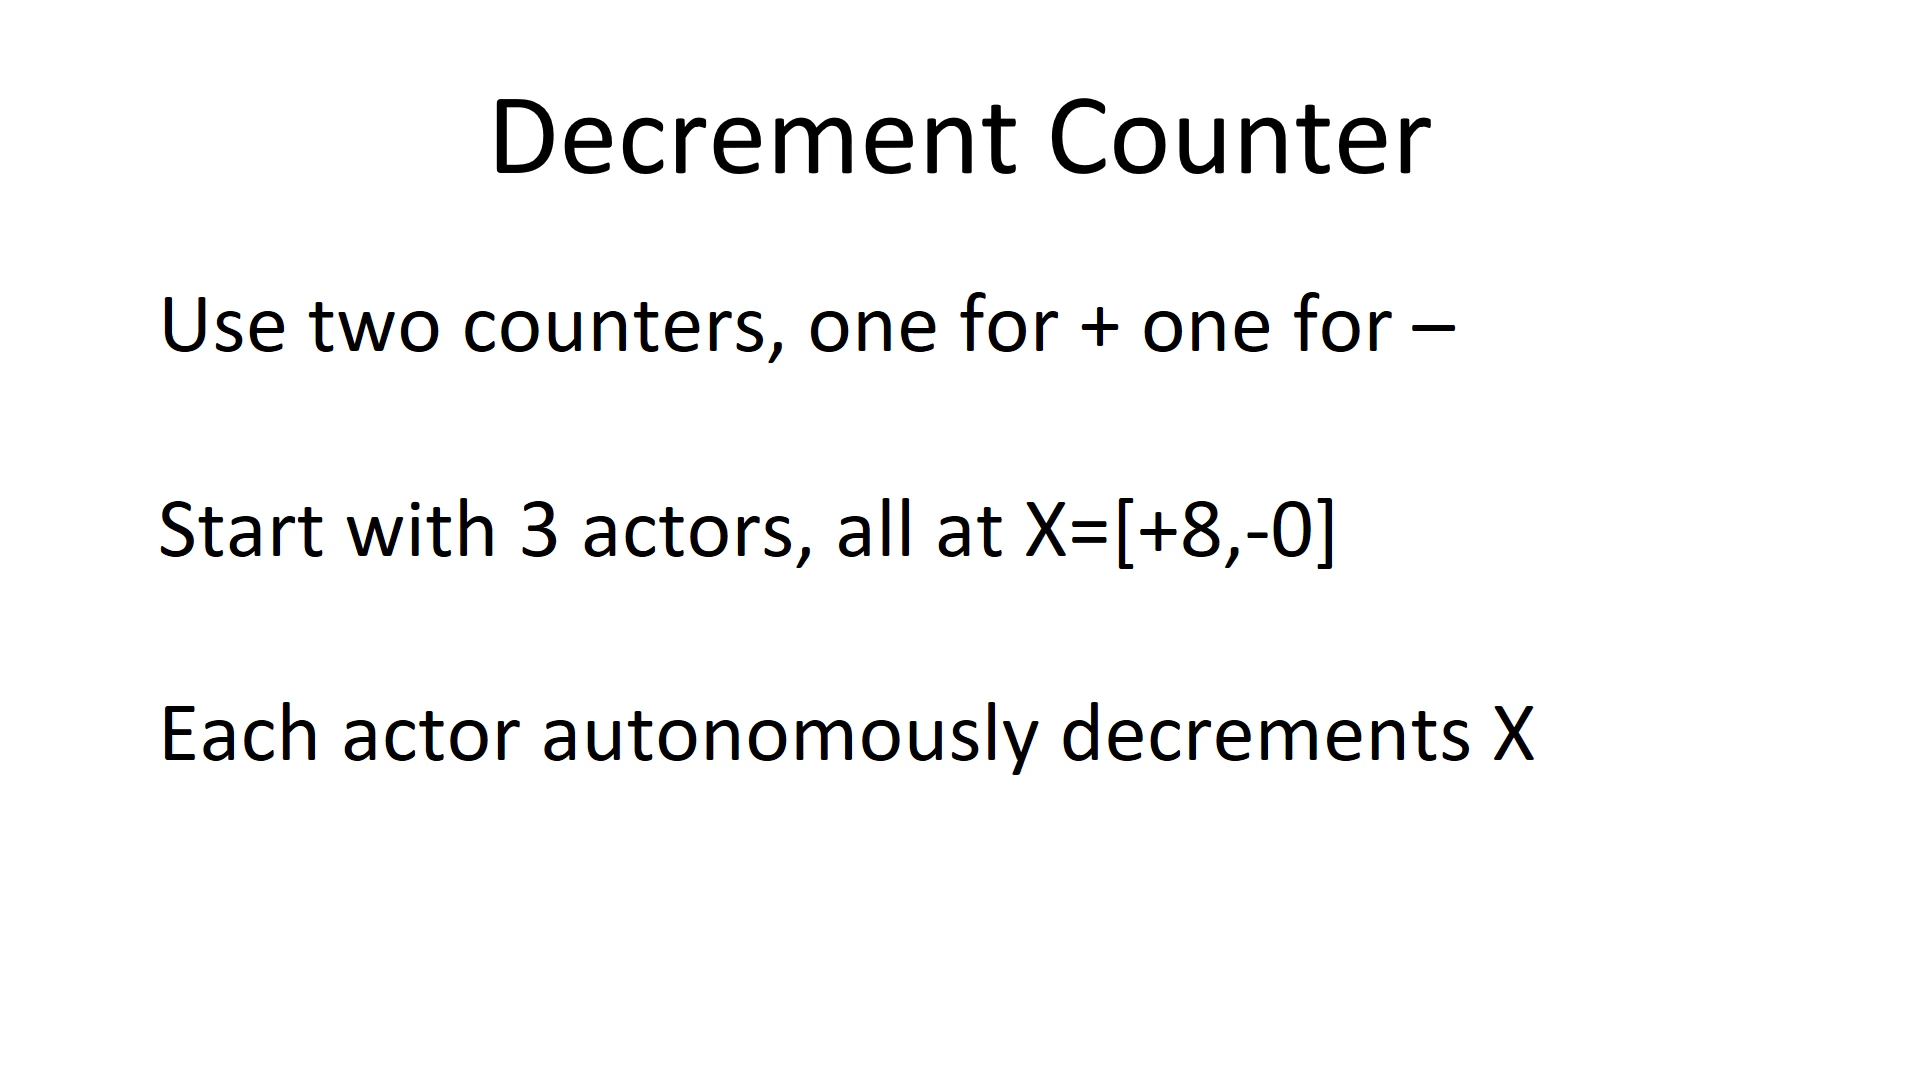 Decrement Counter
Use two counters, one for + one for –
Start with 3 actors, all at X=[+8,-0]
Each actor autonomously decrements X